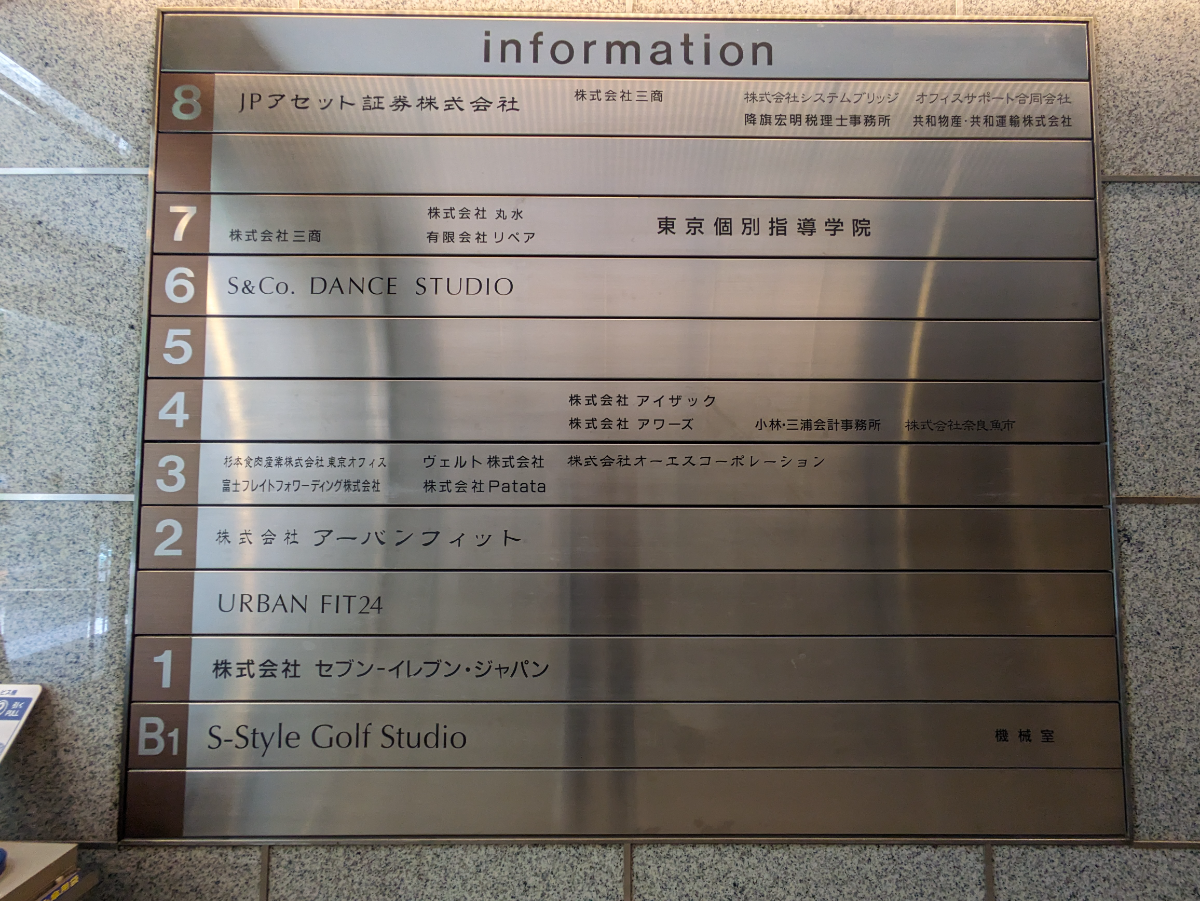 information
8 JPアセット証券株式会社 株式会社三商 株式会社システムブリッジ オフィスサポート合同会社
降旗宏明税理士事務所 共和物産・共和運輸株式会社
7 株式会社三商 株式会社 丸水 東京個別指導学院
有限会社リペア
6 S&Co. DANCE STUDIO
5
4 株式会社 アイザック
株式会社 アワーズ 小林・三浦会計事務所 株式会社奈良魚市
3 杉本食肉産業株式会社 東京オフィス ヴェルト株式会社 株式会社オーエスコーポレーション
富士フレイトフォワーディング株式会社 株式会社Patata
2 株式会社 アーバンフィット
URBAN FIT24
1 株式会社 セブン-イレブン・ジャパン
B1 S-Style Golf Studio 機械室
PULL